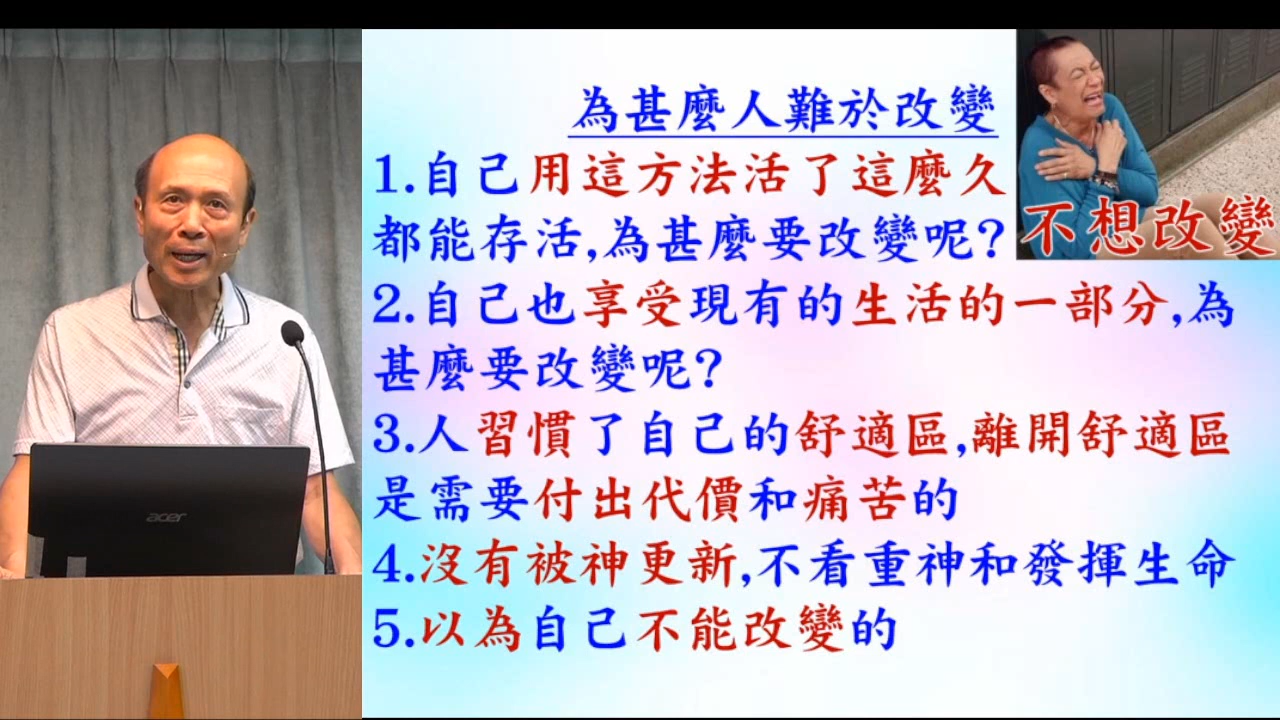 為甚麼人難於改變
1.自己用這方法活了這麼久
都能存活,為甚麼要改變呢?
不想改變
2.自己也享受現有的生活的一部分,為
甚麼要改變呢?
3.人習慣了自己的舒適區,離開舒適區
是需要付出代價和痛苦的
4.沒有被神更新,不看重神和發揮生命
5.以為自己不能改變的
acer